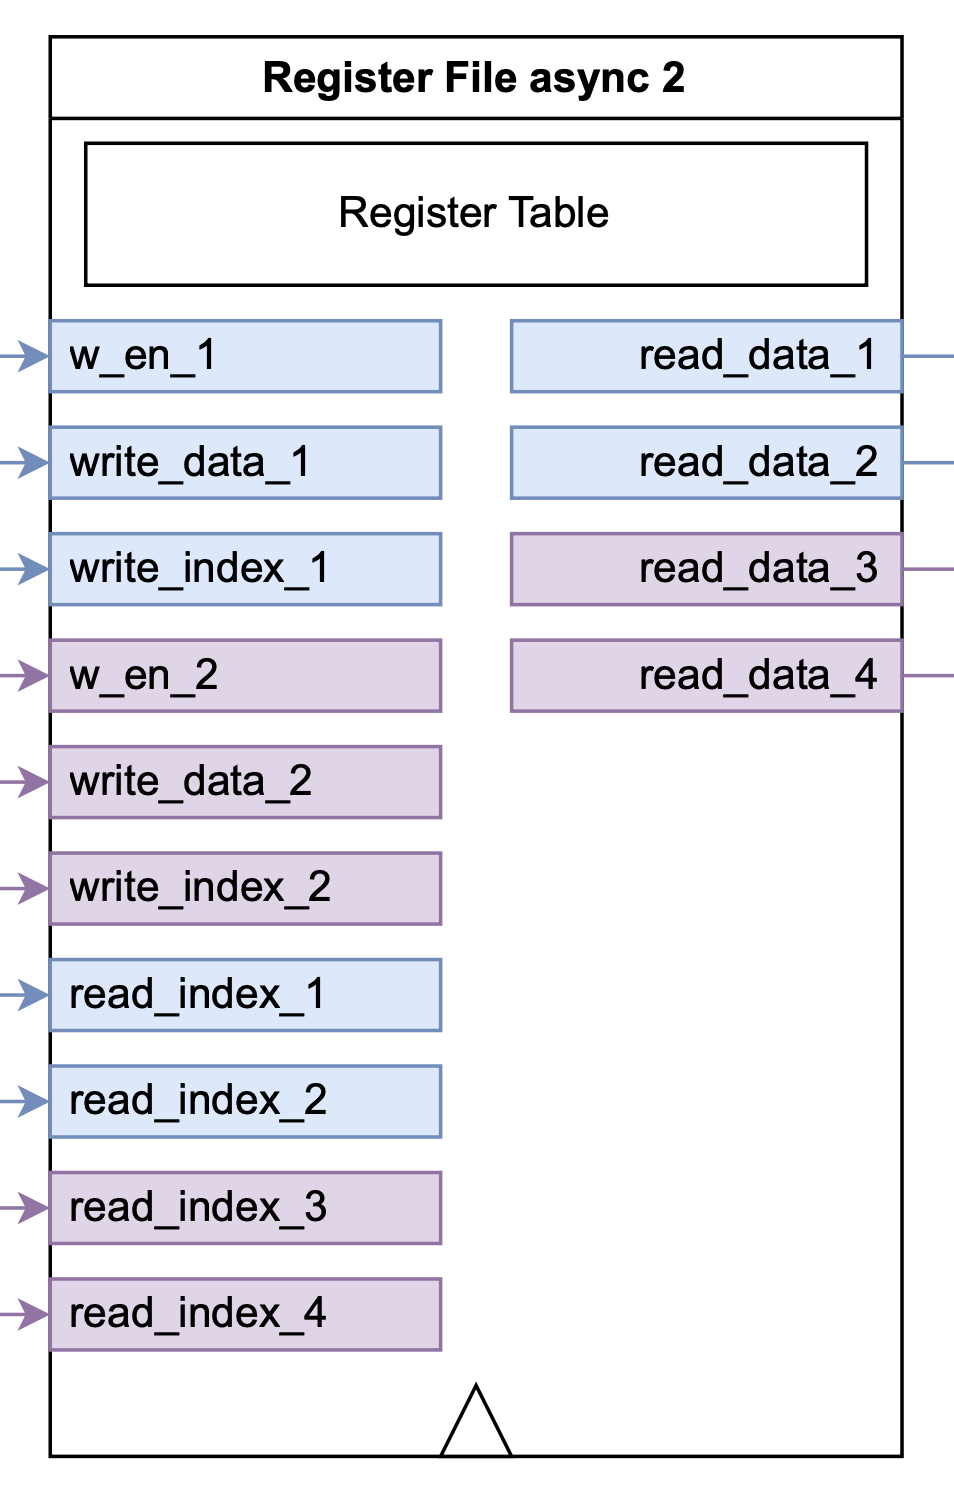 Register File async 2
Register Table
w_en_1
write_data_1
write_index_1
w_en_2
write_data_2
write_index_2
read_index_1
read_index_2
read_index_3
read_index_4
read_data_1
read_data_2
read_data_3
read_data_4